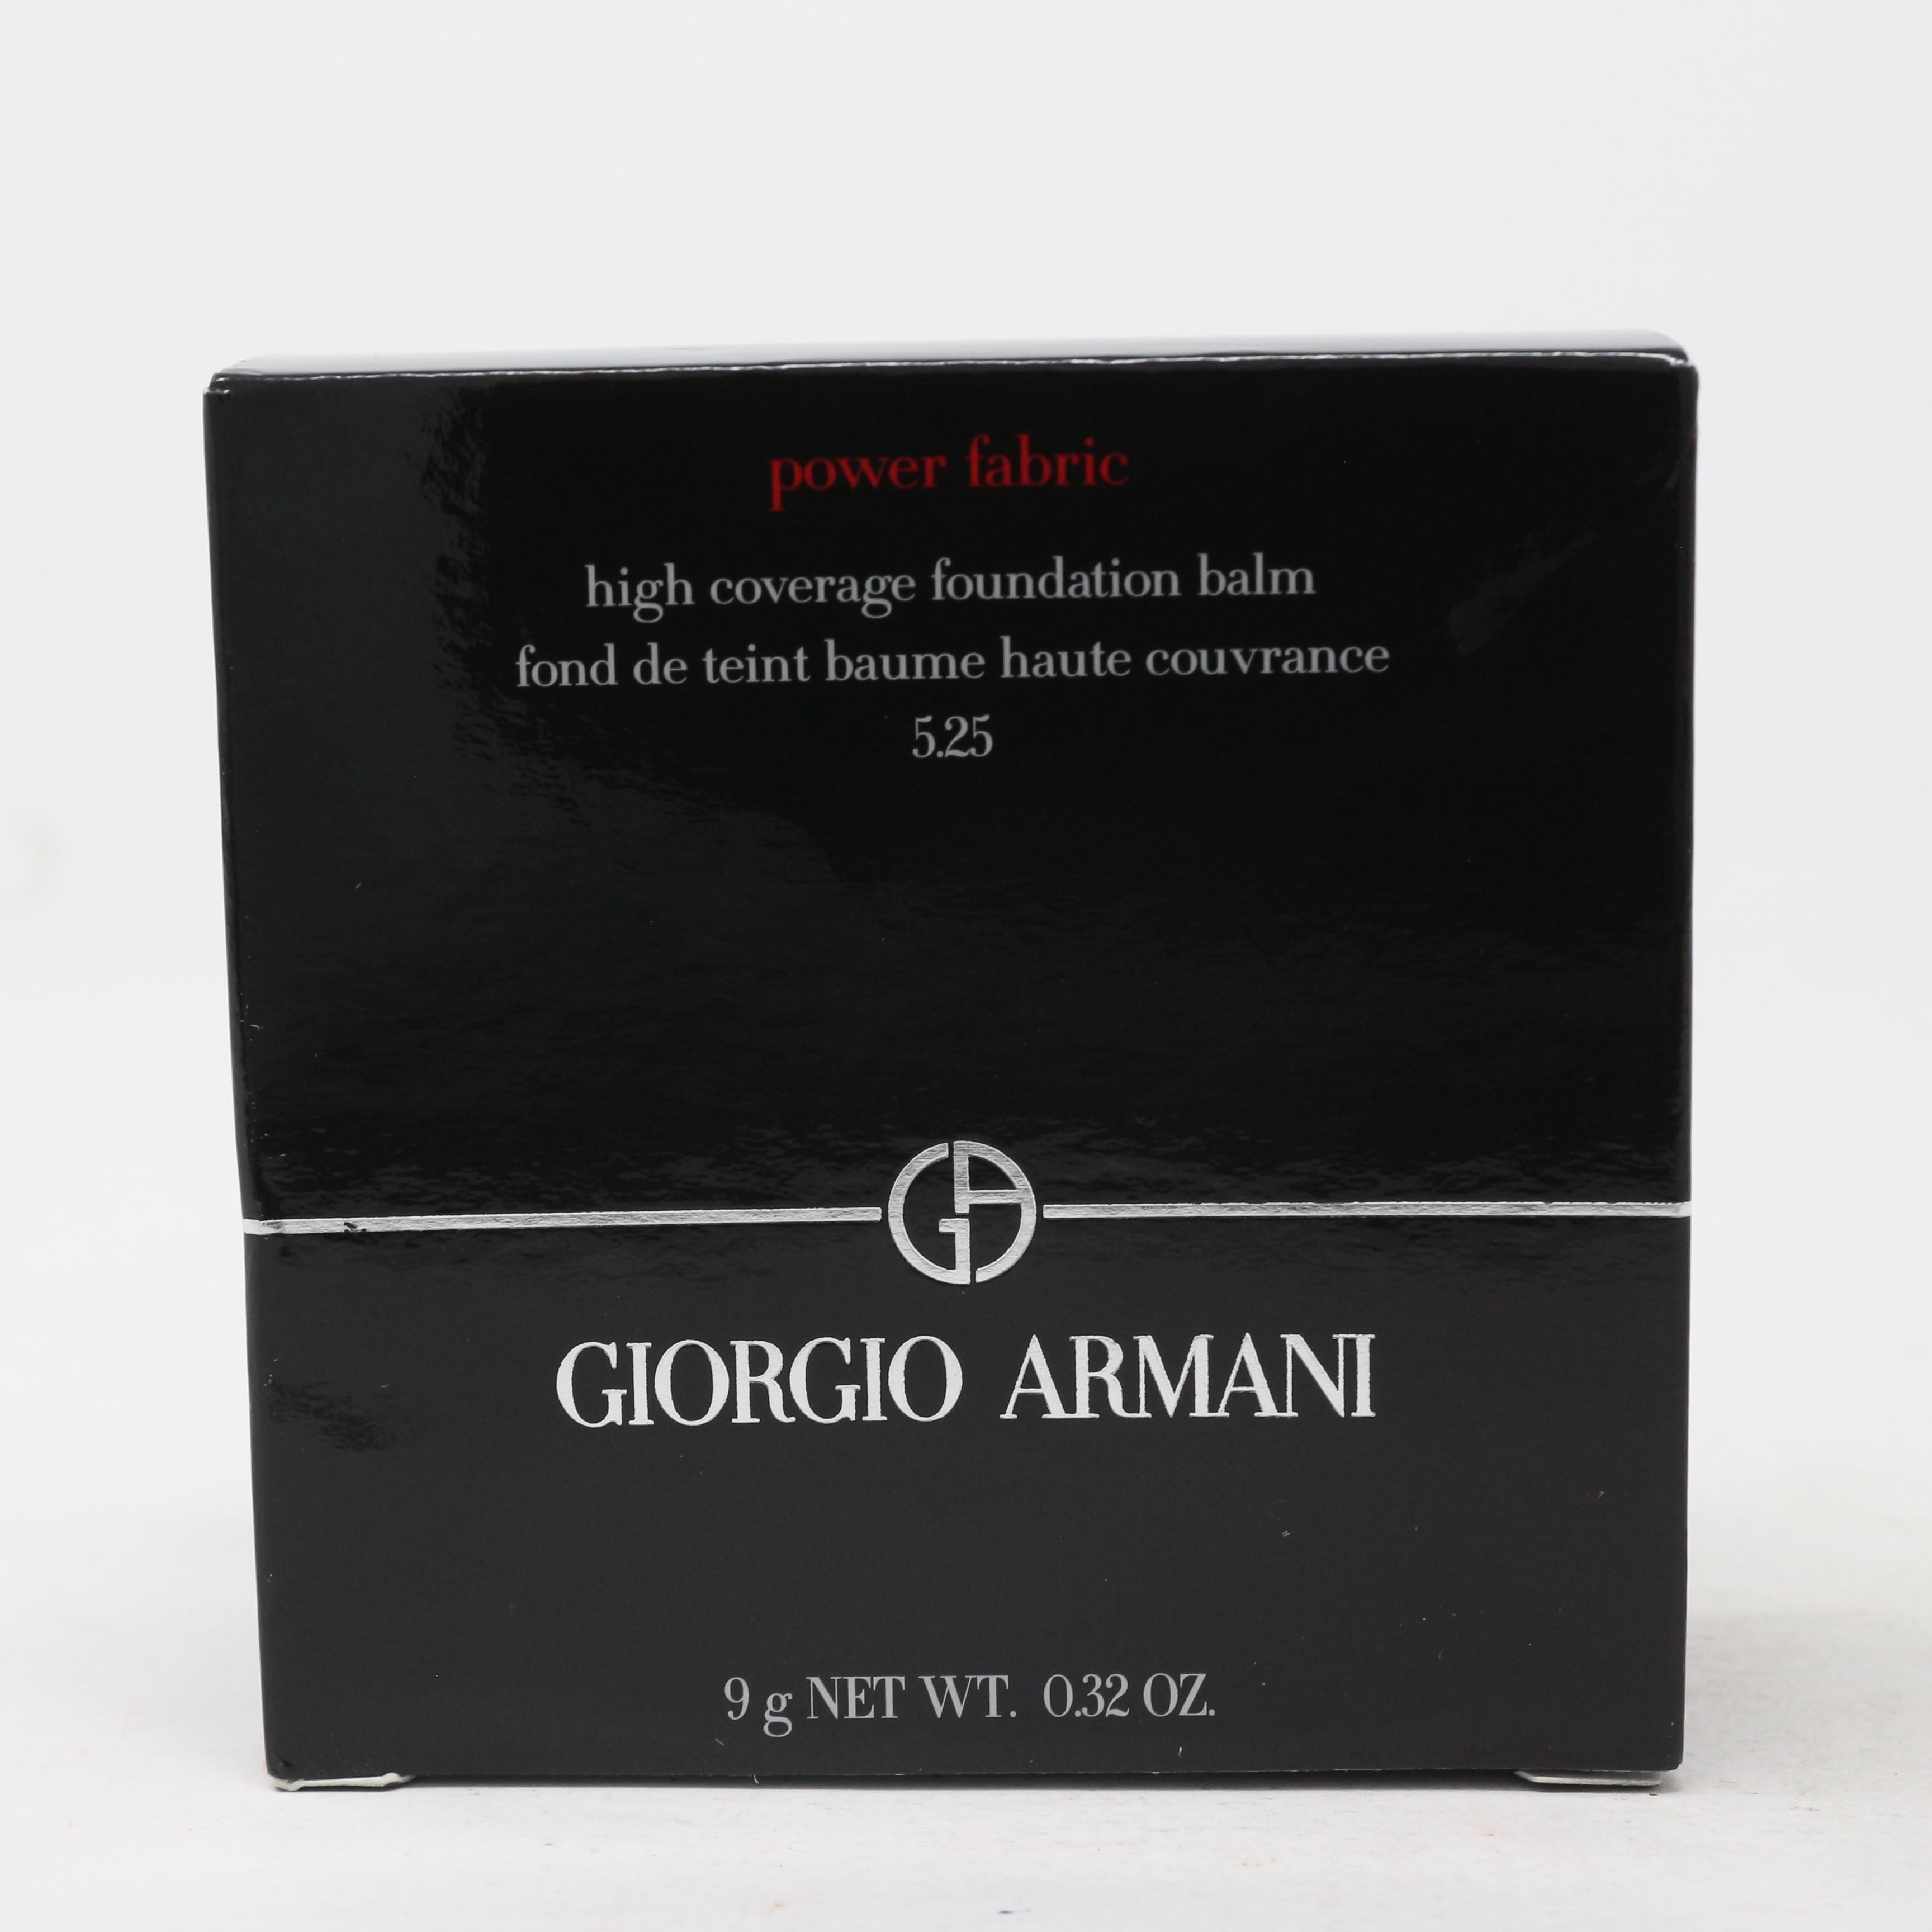 power fabric
high coverage foundation balm
fond de teint baume haute couvrance
5.25
GA
GIORGIO ARMANI
9 g NET WT. 0.32 OZ.